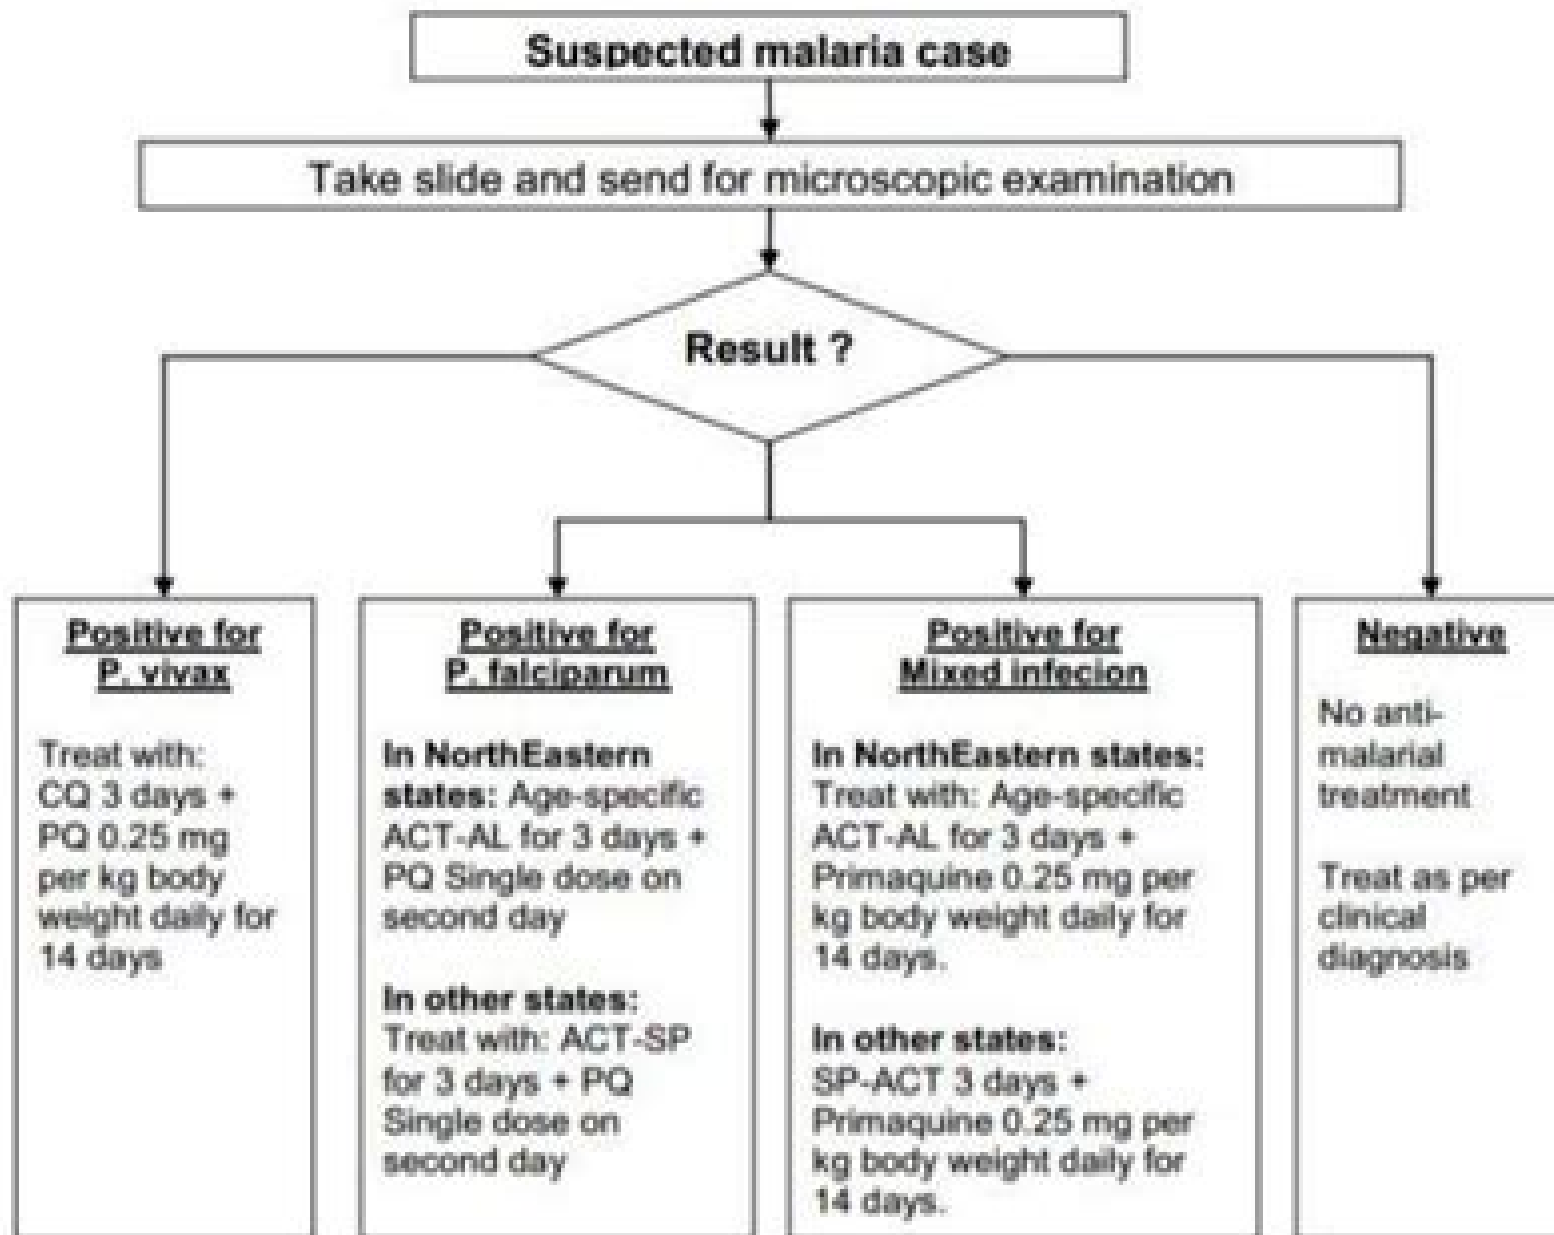 Suspected malaria case
Take slide and send for microscopic examination
Result ?
Positive for
P. vivax
Treat with:
CQ 3 days +
PQ 0.25 mg
per kg body
weight daily for
14 days
Positive for
P. falciparum
In NorthEastern
states: Age-specific
ACT-AL for 3 days +
PQ Single dose on
second day
In other states:
Treat with: ACT-SP
for 3 days + PQ
Single dose on
second day
Positive for
Mixed infecion
In NorthEastern states:
Treat with: Age-specific
ACT-AL for 3 days +
Primaquine 0.25 mg per
kg body weight daily for
14 days.
In other states:
SP-ACT 3 days +
Primaquine 0.25 mg per
kg body weight daily for
14 days.
Negative
No anti-
malarial
treatment
Treat as per
clinical
diagnosis